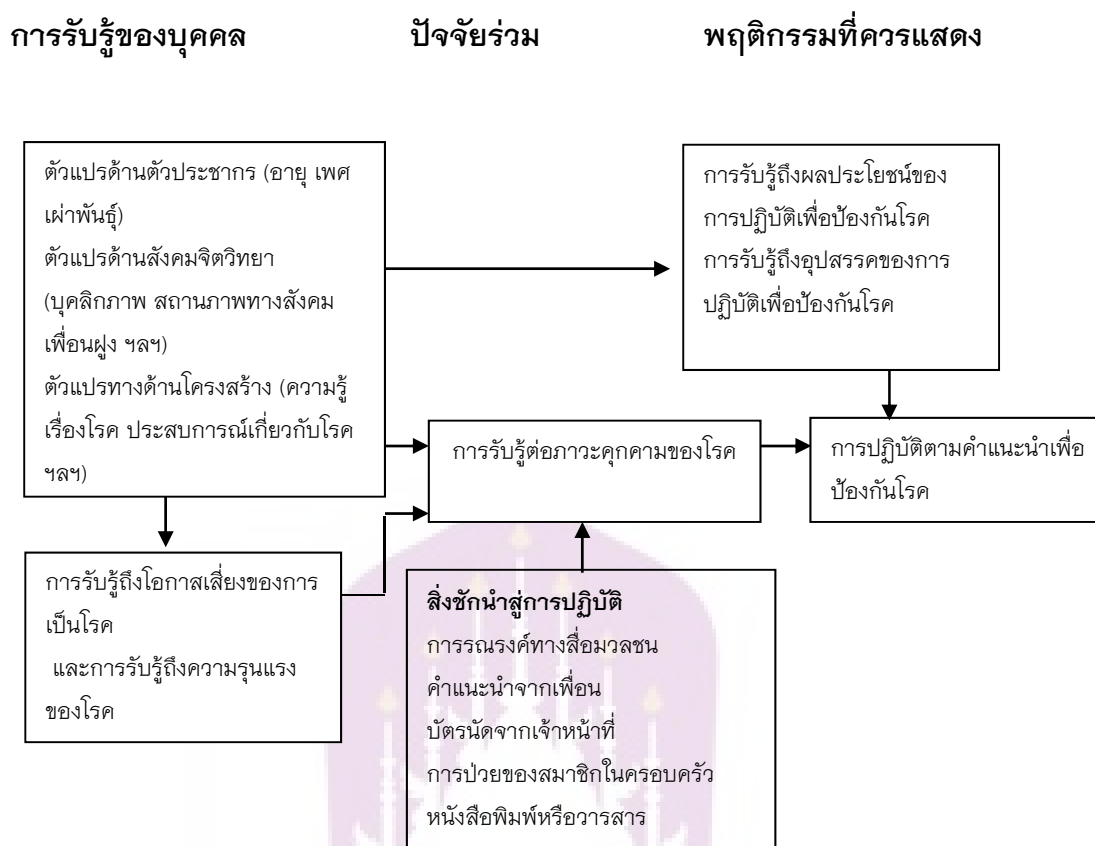 การรับรู้ของบุคคล
ปัจจัยร่วม
พฤติกรรมที่ควรแสดง
ตัวแปรด้านตัวประชากร (อายุ เพศ
เผ่าพันธุ์)
ตัวแปรด้านสังคมจิตวิทยา
(บุคลิกภาพ สถานภาพทางสังคม
เพื่อนฝูง ฯลฯ)
ตัวแปรทางด้านโครงสร้าง (ความรู้
เรื่องโรค ประสบการณ์เกี่ยวกับโรค
ฯลฯ)
การรับรู้ถึงผลประโยชน์ของ
การปฏิบัติเพื่อป้องกันโรค
การรับรู้ถึงอุปสรรคของการ
ปฏิบัติเพื่อป้องกันโรค
การรับรู้ต่อภาวะคุกคามของโรค
การปฏิบัติตามคำแนะนำเพื่อ
ป้องกันโรค
การรับรู้ถึงโอกาสเสี่ยงของการ
เป็นโรค
และการรับรู้ถึงความรุนแรง
ของโรค
สิ่งชักนำสู่การปฏิบัติ
การรณรงค์ทางสื่อมวลชน
คำแนะนำจากเพื่อน
บัตรนัดจากเจ้าหน้าที่
การป่วยของสมาชิกในครอบครัว
หนังสือพิมพ์หรือวารสาร